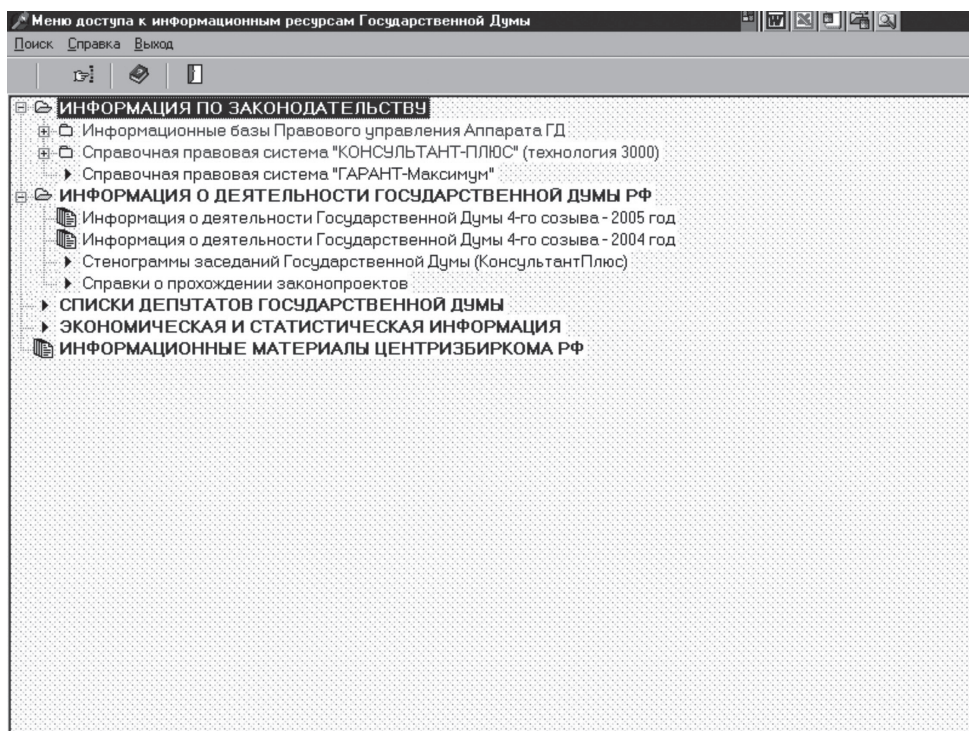 Меню доступа к информационным ресурсам Государственной Думы
Поиск Справка Выход
ИНФОРМАЦИЯ ПО ЗАКОНОДАТЕЛЬСТВУ
Информационные базы Правового управления Аппарата ГД
Справочная правовая система "КОНСУЛЬТАНТ-ПЛЮС" (технология 3000)
Справочная правовая система "ГАРАНТ-Максимум"
ИНФОРМАЦИЯ О ДЕЯТЕЛЬНОСТИ ГОСУДАРСТВЕННОЙ ДУМЫ РФ
Информация о деятельности Государственной Думы 4-го созыва - 2005 год
Информация о деятельности Государственной Думы 4-го созыва - 2004 год
Стенограммы заседаний Государственной Думы (КонсультантПлюс)
Справки о прохождении законопроектов
СПИСКИ ДЕПУТАТОВ ГОСУДАРСТВЕННОЙ ДУМЫ
ЭКОНОМИЧЕСКАЯ И СТАТИСТИЧЕСКАЯ ИНФОРМАЦИЯ
ИНФОРМАЦИОННЫЕ МАТЕРИАЛЫ ЦЕНТРИЗБИРКОМА РФ